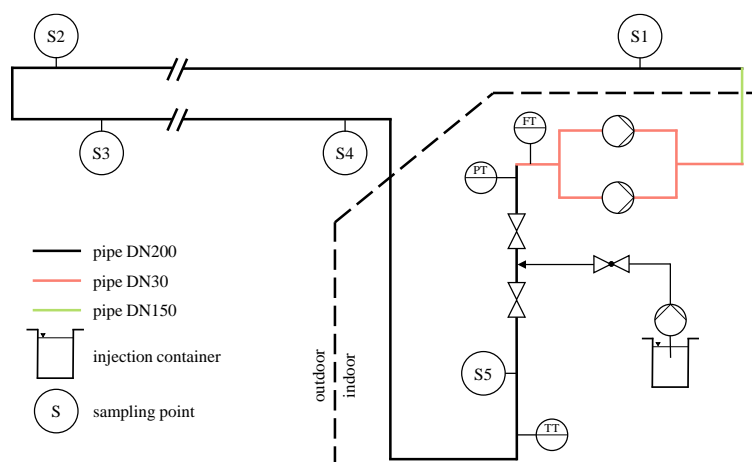 S2
S1
S3
S4
FT
PT
pipe DN200
pipe DN30
pipe DN150
injection container
S sampling point
outdoor
indoor
S5
TT